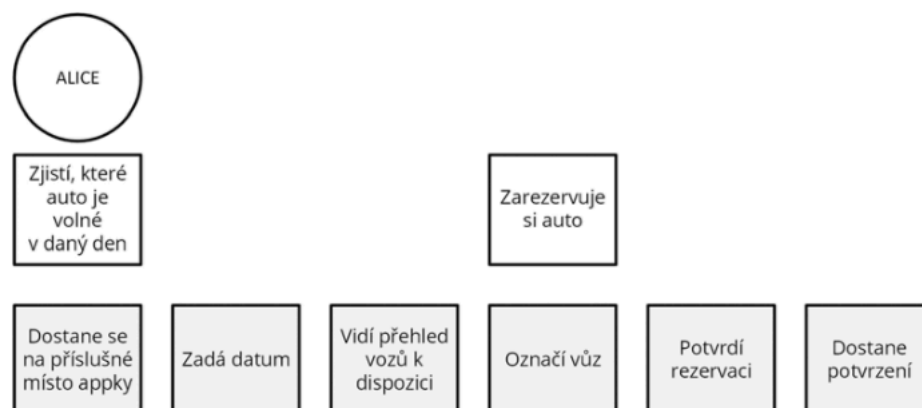 ALICE
Zjistí, které
auto je
volné
v daný den
Zarezervuje
si auto
Dostane se
na příslušné
místo appky
Zadá datum
Vidí přehled
vozů k
dispozici
Označí vůz
Potvrdí
rezervaci
Dostane
potvrzení